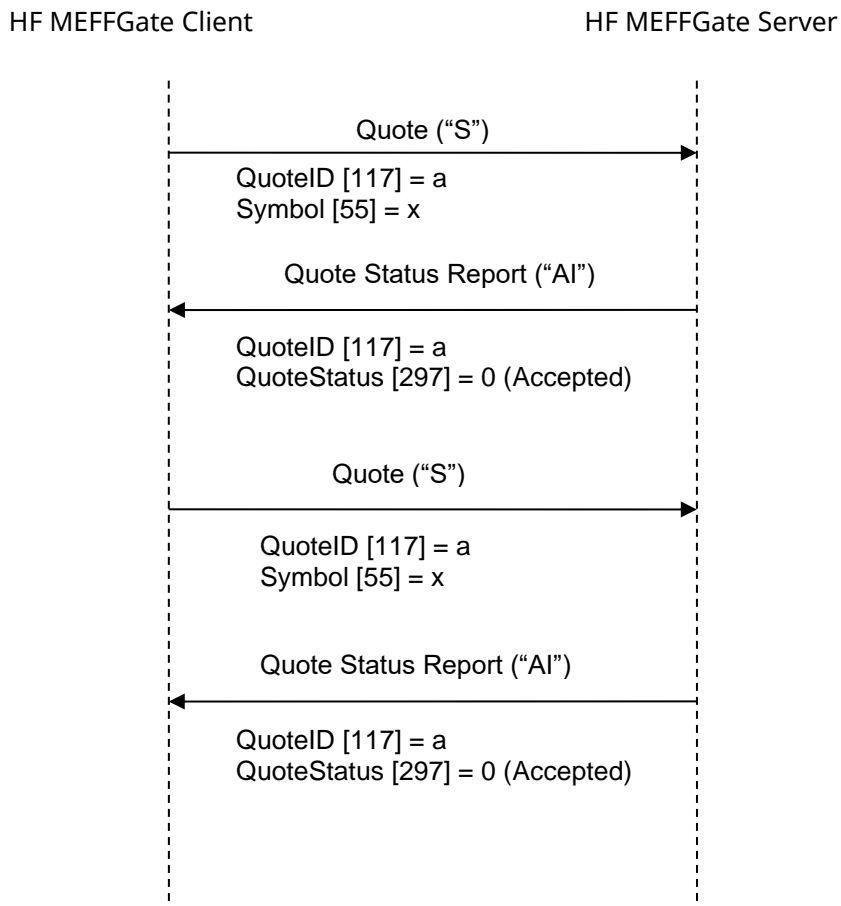 HF MEFFGate Client HF MEFFGate Server
Quote (“S”)
QuoteID [117] = a
Symbol [55] = x
Quote Status Report (“AI”)
QuoteID [117] = a
QuoteStatus [297] = 0 (Accepted)
Quote (“S”)
QuoteID [117] = a
Symbol [55] = x
Quote Status Report (“AI”)
QuoteID [117] = a
QuoteStatus [297] = 0 (Accepted)